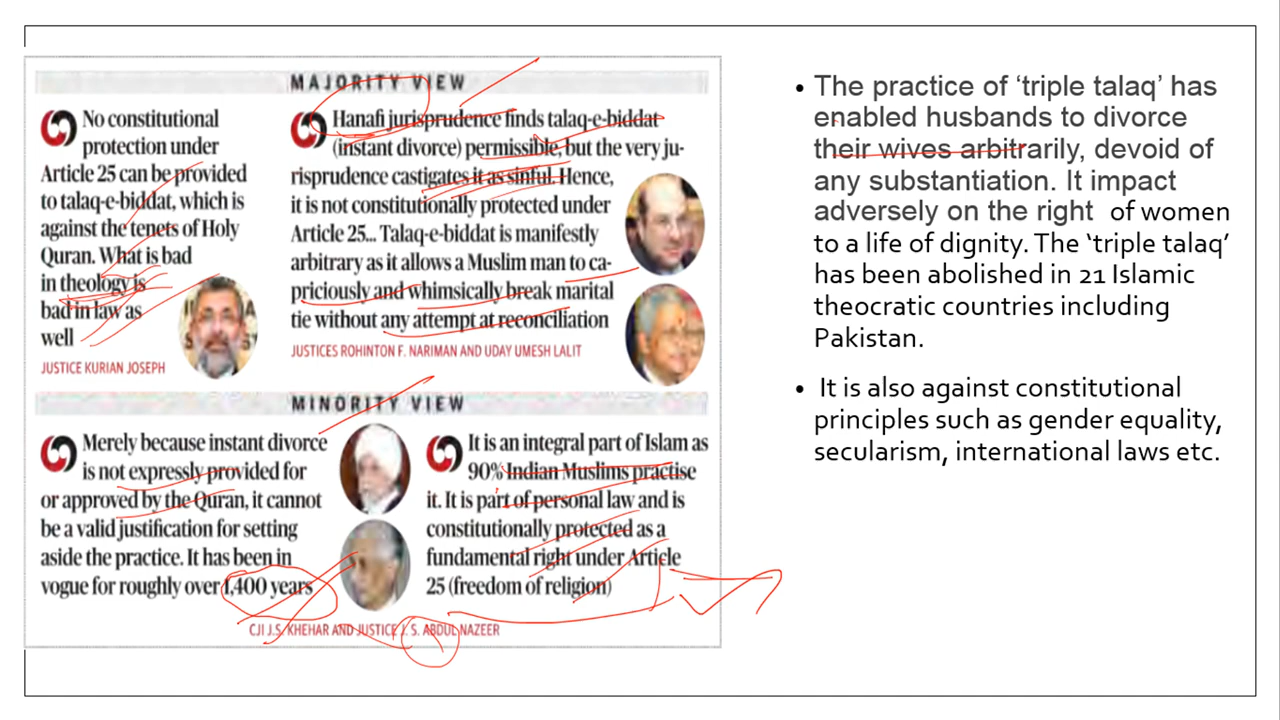 MAJORITY VIEW
No constitutional
protection under
Article 25 can be provided
to talaq-e-biddat, which is
against the tenets of Holy
Quran. What is bad
in theology is
bad in law as
well
JUSTICE KURIAN JOSEPH
Hanafi jurisprudence finds talaq-e-biddat
(instant divorce) permissible, but the very ju-
risprudence castigates it as sinful. Hence,
it is not constitutionally protected under
Article 25... Talaq-e-biddat is manifestly
arbitrary as it allows a Muslim man to ca-
priciously and whimsically break marital
tie without any attempt at reconciliation
JUSTICES ROHINTON F. NARIMAN AND UDAY UMESH LALIT
MINORITY VIEW
Merely because instant divorce
is not expressly provided for
or approved by the Quran, it cannot
be a valid justification for setting
aside the practice. It has been in
vogue for roughly over 1,400 years
It is an integral part of Islam as
90% Indian Muslims practise
it. It is part of personal law and is
constitutionally protected as a
fundamental right under Article
25 (freedom of religion)
CJI J.S. KHEHAR AND JUSTICE J. S. ABDUL NAZEER
• The practice of ‘triple talaq’ has
enabled husbands to divorce
their wives arbitrarily, devoid of
any substantiation. It impact
adversely on the right of women
to a life of dignity. The ‘triple talaq’
has been abolished in 21 Islamic
theocratic countries including
Pakistan.
• It is also against constitutional
principles such as gender equality,
secularism, international laws etc.